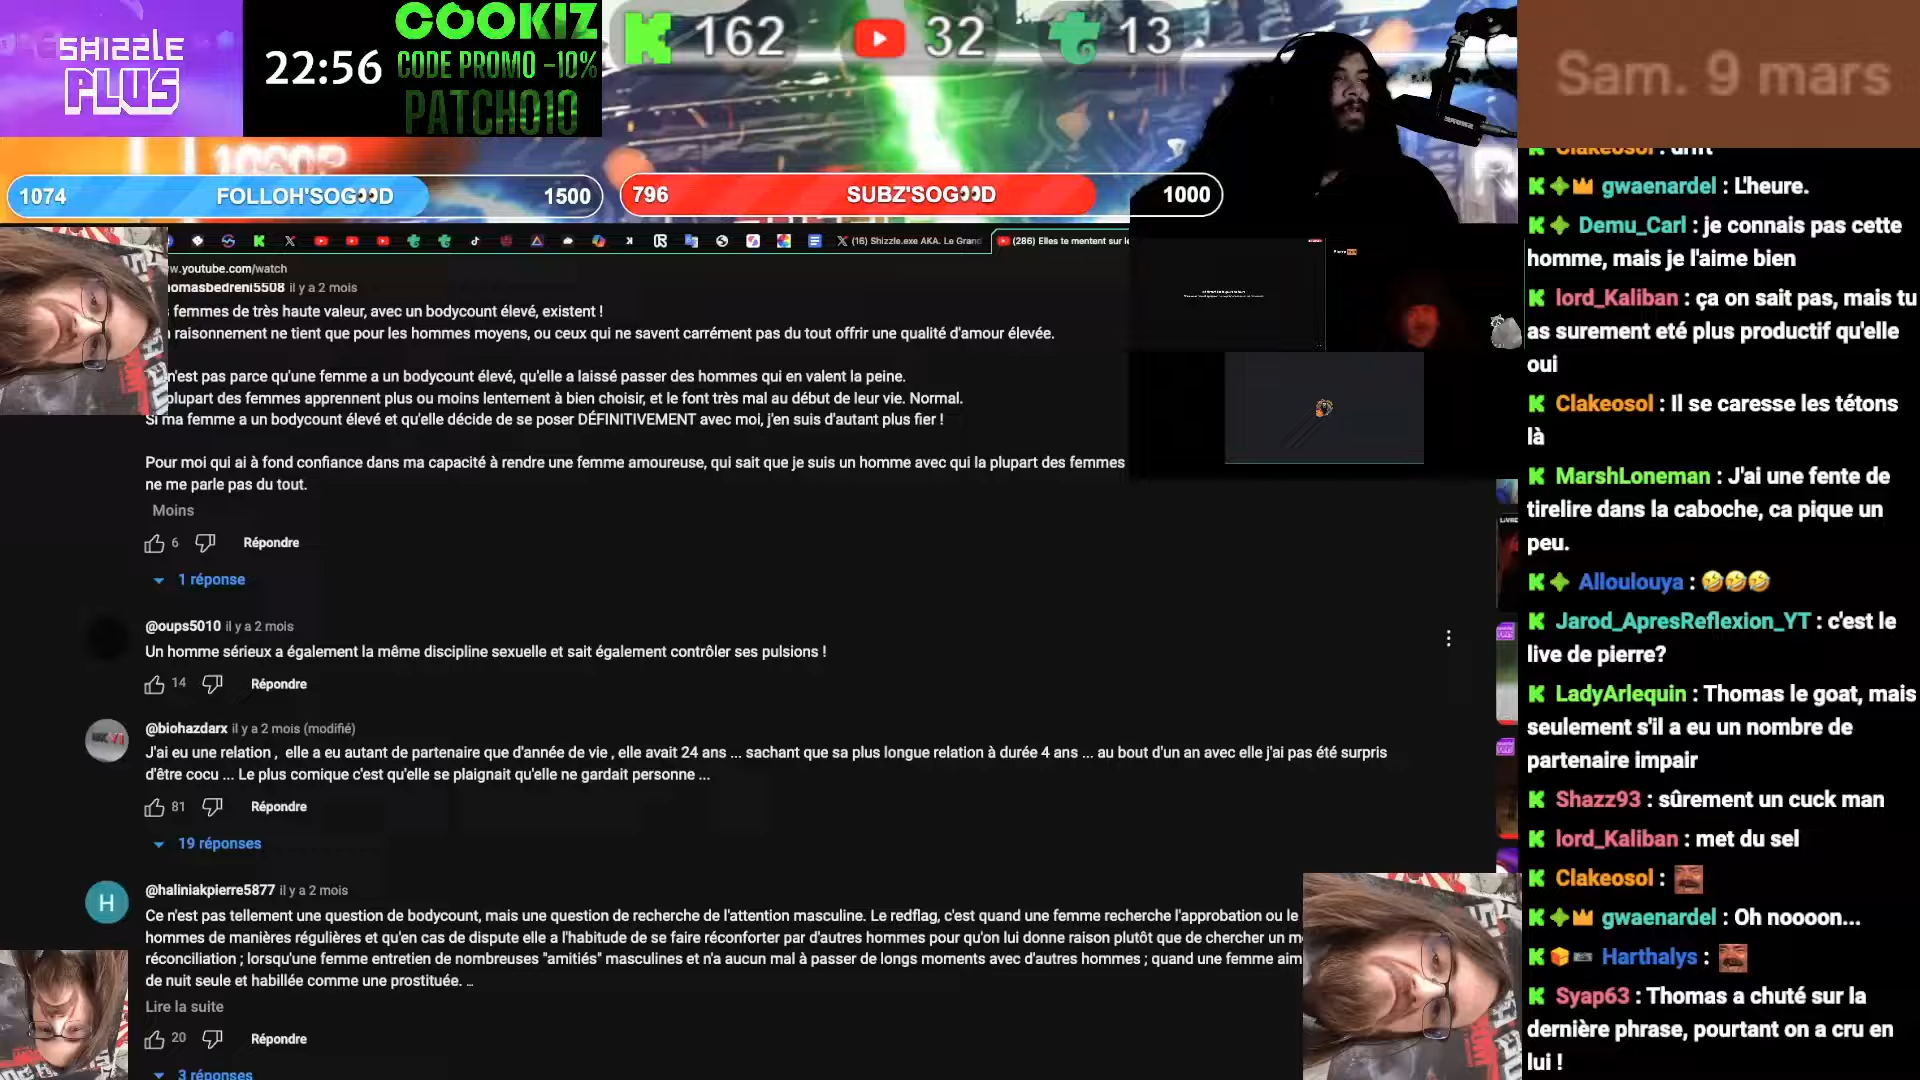 SHIZZLE
PLUS
22:56
COOKIZ
CODE PROMO -10%
PATCHO10
162
32
13
Sam. 9 mars
1074
FOLLOH'SOG👀D
1500
796
SUBZ'SOG👀D
1000
(16) Shizzle.exe AKA. Le Grand
(286) Elles te mentent sur le
w.youtube.com/watch
homasbedreni5508 il y a 2 mois
femmes de très haute valeur, avec un bodycount élevé, existent !
raisonnement ne tient que pour les hommes moyens, ou ceux qui ne savent carrément pas du tout offrir une qualité d'amour élevée.
n'est pas parce qu'une femme a un bodycount élevé, qu'elle a laissé passer des hommes qui en valent la peine.
plupart des femmes apprennent plus ou moins lentement à bien choisir, et le font très mal au début de leur vie. Normal.
Si ma femme a un bodycount élevé et qu'elle décide de se poser DÉFINITIVEMENT avec moi, j'en suis d'autant plus fier !
Pour moi qui ai à fond confiance dans ma capacité à rendre une femme amoureuse, qui sait que je suis un homme avec qui la plupart des femmes
ne me parle pas du tout.
Moins
6
Répondre
1 réponse
@oups5010 il y a 2 mois
Un homme sérieux a également la même discipline sexuelle et sait également contrôler ses pulsions !
14
Répondre
@biohazdarx il y a 2 mois (modifié)
J'ai eu une relation , elle a eu autant de partenaire que d'année de vie , elle avait 24 ans ... sachant que sa plus longue relation à durée 4 ans ... au bout d'un an avec elle j'ai pas été surpris
d'être cocu ... Le plus comique c'est qu'elle se plaignait qu'elle ne gardait personne ...
81
Répondre
19 réponses
H
@haliniakpierre5877 il y a 2 mois
Ce n'est pas tellement une question de bodycount, mais une question de recherche de l'attention masculine. Le redflag, c'est quand une femme recherche l'approbation ou le
hommes de manières régulières et qu'en cas de dispute elle a l'habitude de se faire réconforter par d'autres hommes pour qu'on lui donne raison plutôt que de chercher un m
réconciliation ; lorsqu'une femme entretien de nombreuses "amitiés" masculines et n'a aucun mal à passer de longs moments avec d'autres hommes ; quand une femme aim
de nuit seule et habillée comme une prostituée. ...
Lire la suite
20
Répondre
3 réponses
Clakeosol : drift
gwaenardel : L'heure.
Demu_Carl : je connais pas cette
homme, mais je l'aime bien
lord_Kaliban : ça on sait pas, mais tu
as surement eté plus productif qu'elle
oui
Clakeosol : Il se caresse les tétons
là
MarshLoneman : J'ai une fente de
tirelire dans la caboche, ca pique un
peu.
Alloulouya : 🤣🤣🤣
Jarod_ApresReflexion_YT : c'est le
live de pierre?
LadyArlequin : Thomas le goat, mais
seulement s'il a eu un nombre de
partenaire impair
Shazz93 : sûrement un cuck man
lord_Kaliban : met du sel
Clakeosol :
gwaenardel : Oh noooon...
Harthalys :
Syap63 : Thomas a chuté sur la
dernière phrase, pourtant on a cru en
lui !